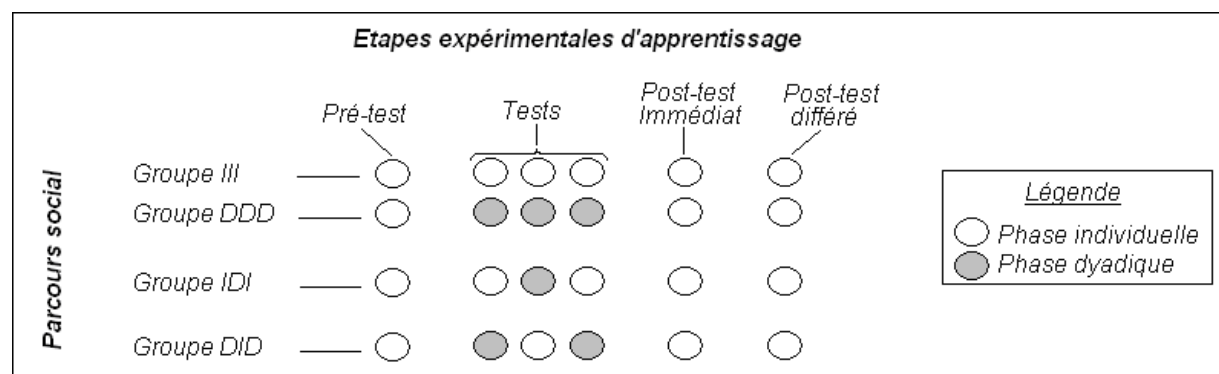 Etapes expérimentales d'apprentissage
Pré-test
Tests
Post-test
Immédiat
Post-test
différé
Parcours social
Groupe III
Groupe DDD
Groupe IDI
Groupe DID
Légende
Phase individuelle
Phase dyadique